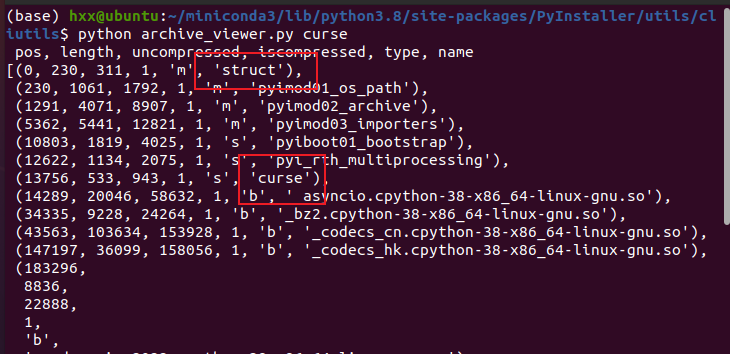 (base) hxx@ubuntu:~/miniconda3/lib/python3.8/site-packages/PyInstaller/utils/cl
iutils$ python archive_viewer.py curse
pos, length, uncompressed, iscompressed, type, name
[(0, 230, 311, 1, 'm', 'struct'),
(230, 1061, 1792, 1, 'm', 'pyimod01_os_path'),
(1291, 4071, 8907, 1, 'm', 'pyimod02_archive'),
(5362, 5441, 12821, 1, 'm', 'pyimod03_importers'),
(10803, 1819, 4025, 1, 's', 'pyiboot01_bootstrap'),
(12622, 1134, 2075, 1, 's', 'pyi_rth_multiprocessing'),
(13756, 533, 943, 1, 's', 'curse'),
(14289, 20046, 58632, 1, 'b', '_asyncio.cpython-38-x86_64-linux-gnu.so'),
(34335, 9228, 24264, 1, 'b', '_bz2.cpython-38-x86_64-linux-gnu.so'),
(43563, 103634, 153928, 1, 'b', '_codecs_cn.cpython-38-x86_64-linux-gnu.so'),
(147197, 36099, 158056, 1, 'b', '_codecs_hk.cpython-38-x86_64-linux-gnu.so'),
(183296,
8836,
22888,
1,
'b',